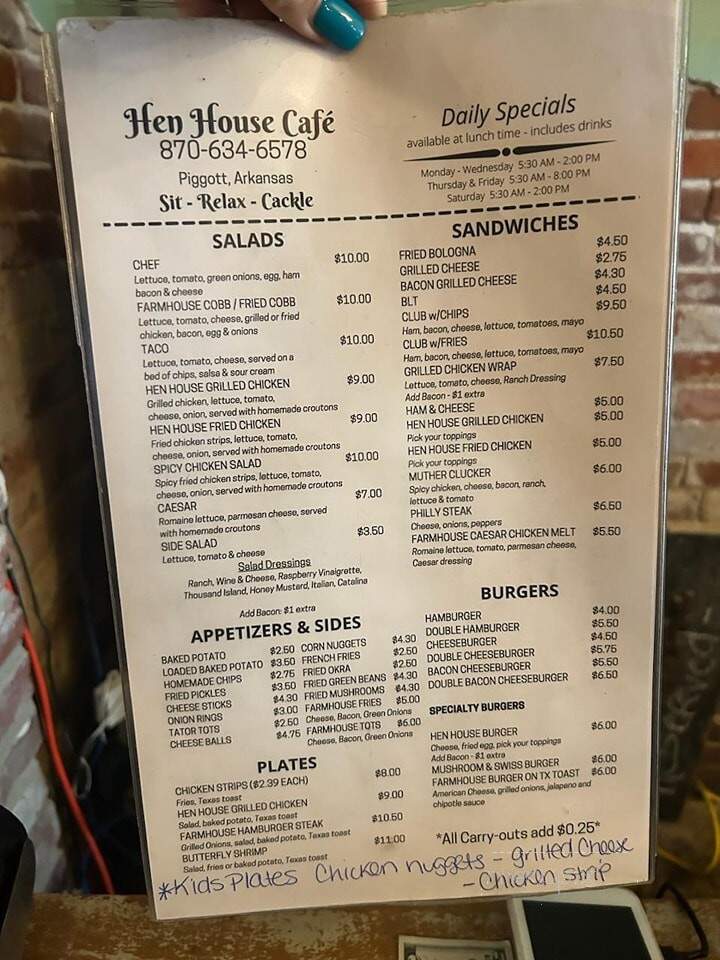 Hen House Café
870-634-6578
Piggott, Arkansas
Sit - Relax - Cackle
Daily Specials
available at lunch time - includes drinks
Monday - Wednesday 5:30 AM - 2:00 PM
Thursday & Friday 5:30 AM - 8:00 PM
Saturday 5:30 AM - 2:00 PM
SALADS
CHEF $10.00
Lettuce, tomato, green onions, egg, ham
bacon & cheese
FARMHOUSE COBB / FRIED COBB $10.00
Lettuce, tomato, cheese, grilled or fried
chicken, bacon, egg & onions
TACO $10.00
Lettuce, tomato, cheese, served on a
bed of chips, salsa & sour cream
HEN HOUSE GRILLED CHICKEN $9.00
Grilled chicken, lettuce, tomato,
cheese, onion, served with homemade croutons
HEN HOUSE FRIED CHICKEN $9.00
Fried chicken strips, lettuce, tomato,
cheese, onion, served with homemade croutons
SPICY CHICKEN SALAD $10.00
Spicy fried chicken strips, lettuce, tomato,
cheese, onion, served with homemade croutons
CAESAR $7.00
Romaine lettuce, parmesan cheese, served
with homemade croutons
SIDE SALAD $3.50
Lettuce, tomato & cheese
Salad Dressings
Ranch, Wine & Cheese, Raspberry Vinaigrette,
Thousand Island, Honey Mustard, Italian, Catalina
Add Bacon: $1 extra
APPETIZERS & SIDES
BAKED POTATO $2.50
LOADED BAKED POTATO $3.50
HOMEMADE CHIPS $2.75
FRIED PICKLES $3.50
CHEESE STICKS $4.30
ONION RINGS $3.00
TATOR TOTS $2.50
CHEESE BALLS $4.75
CORN NUGGETS $4.30
FRENCH FRIES $2.50
FRIED OKRA $2.50
FRIED GREEN BEANS $4.30
FRIED MUSHROOMS $4.30
FARMHOUSE FRIES $5.00
Cheese, Bacon, Green Onions
FARMHOUSE TOTS $6.00
Cheese, Bacon, Green Onions
PLATES
CHICKEN STRIPS ($2.39 EACH) $8.00
Fries, Texas toast
HEN HOUSE GRILLED CHICKEN $9.00
Salad, baked potato, Texas toast
FARMHOUSE HAMBURGER STEAK $10.50
Grilled Onions, salad, baked potato, Texas toast
BUTTERFLY SHRIMP $11.00
Salad, fries or baked potato, Texas toast
SANDWICHES
FRIED BOLOGNA $4.50
GRILLED CHEESE $2.75
BACON GRILLED CHEESE $4.30
BLT $4.50
CLUB w/CHIPS $9.50
Ham, bacon, cheese, lettuce, tomatoes, mayo
CLUB w/FRIES $10.50
Ham, bacon, cheese, lettuce, tomatoes, mayo
GRILLED CHICKEN WRAP $7.50
Lettuce, tomato, cheese, Ranch Dressing
Add Bacon - $1 extra
HAM & CHEESE $5.00
HEN HOUSE GRILLED CHICKEN $5.00
Pick your toppings
HEN HOUSE FRIED CHICKEN $5.00
Pick your toppings
MUTHER CLUCKER $6.00
Spicy chicken, cheese, bacon, ranch,
lettuce & tomato
PHILLY STEAK $6.50
Cheese, onions, peppers
FARMHOUSE CAESAR CHICKEN MELT $5.50
Romaine lettuce, tomato, parmesan cheese,
Caesar dressing
BURGERS
HAMBURGER $4.00
DOUBLE HAMBURGER $5.50
CHEESEBURGER $4.50
DOUBLE CHEESEBURGER $5.75
BACON CHEESEBURGER $5.50
DOUBLE BACON CHEESEBURGER $6.50
SPECIALTY BURGERS
HEN HOUSE BURGER $6.00
Cheese, fried egg, pick your toppings
Add Bacon - $1 extra
MUSHROOM & SWISS BURGER $6.00
FARMHOUSE BURGER ON TX TOAST $6.00
American Cheese, grilled onions, jalapeno and
chipotle sauce
*All Carry-outs add $0.25*
*Kids Plates Chicken nuggets - grilled Cheese
- Chicken strip